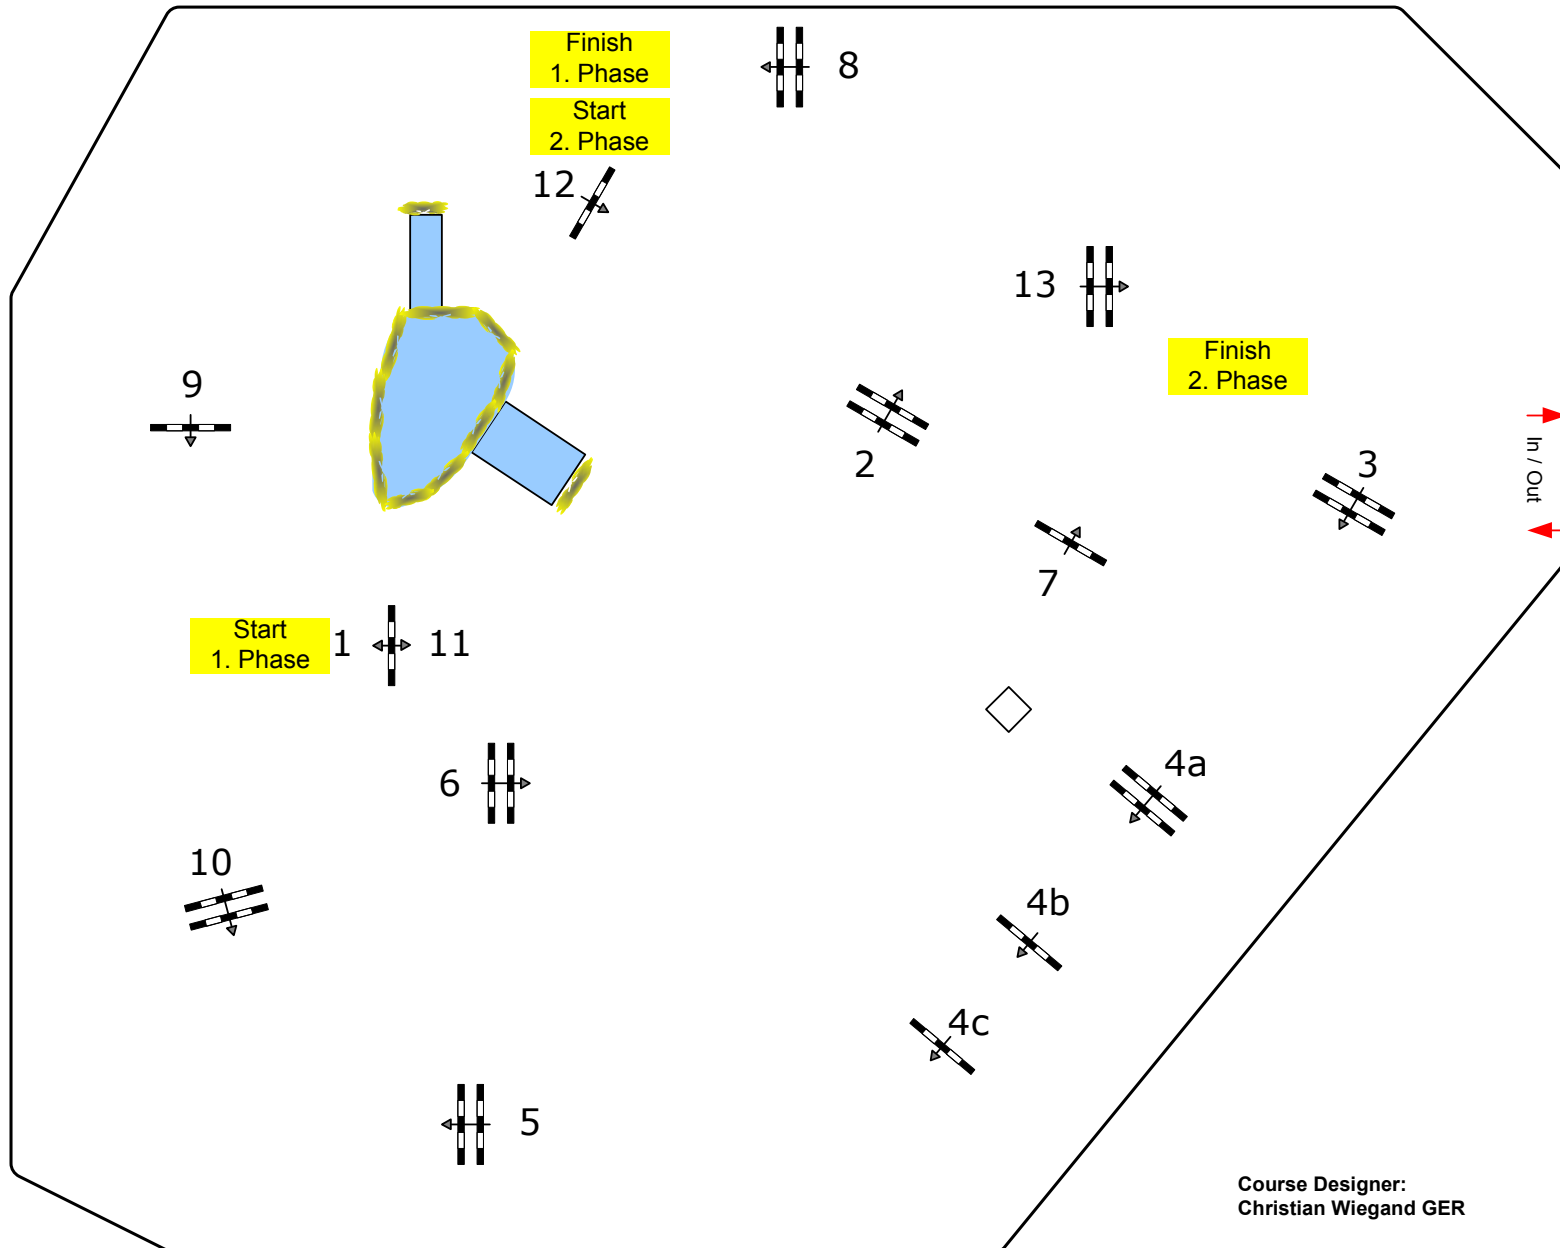 Finish
1. Phase
8
Start
2. Phase
12
13
Finish
2. Phase
9
2
3
In / Out
7
Start
1. Phase
1
11
6
4a
10
4b
4c
5
Course Designer:
Christian Wiegand GER